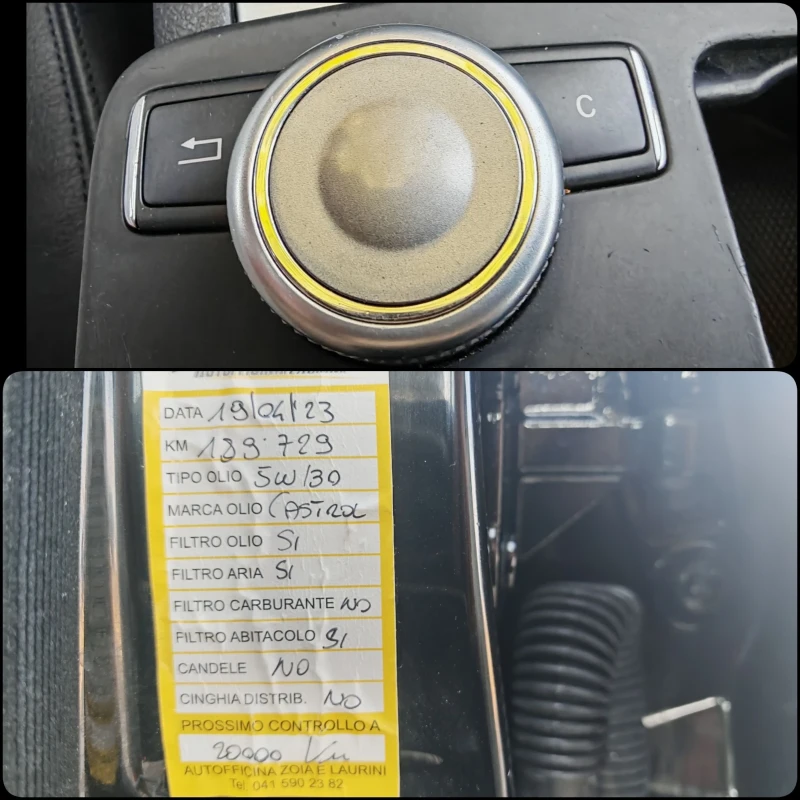 C
DATA 19/04/23
KM 189.729
TIPO OLIO 5W/30
MARCA OLIO CASTROL
FILTRO OLIO SI
FILTRO ARIA SI
FILTRO CARBURANTE NO
FILTRO ABITACOLO SI
CANDELE NO
CINGHIA DISTRIB. NO
PROSSIMO CONTROLLO A
20000 Km
AUTOFFICINA ZOIA E LAURINI
Tel. 041 590 23 82